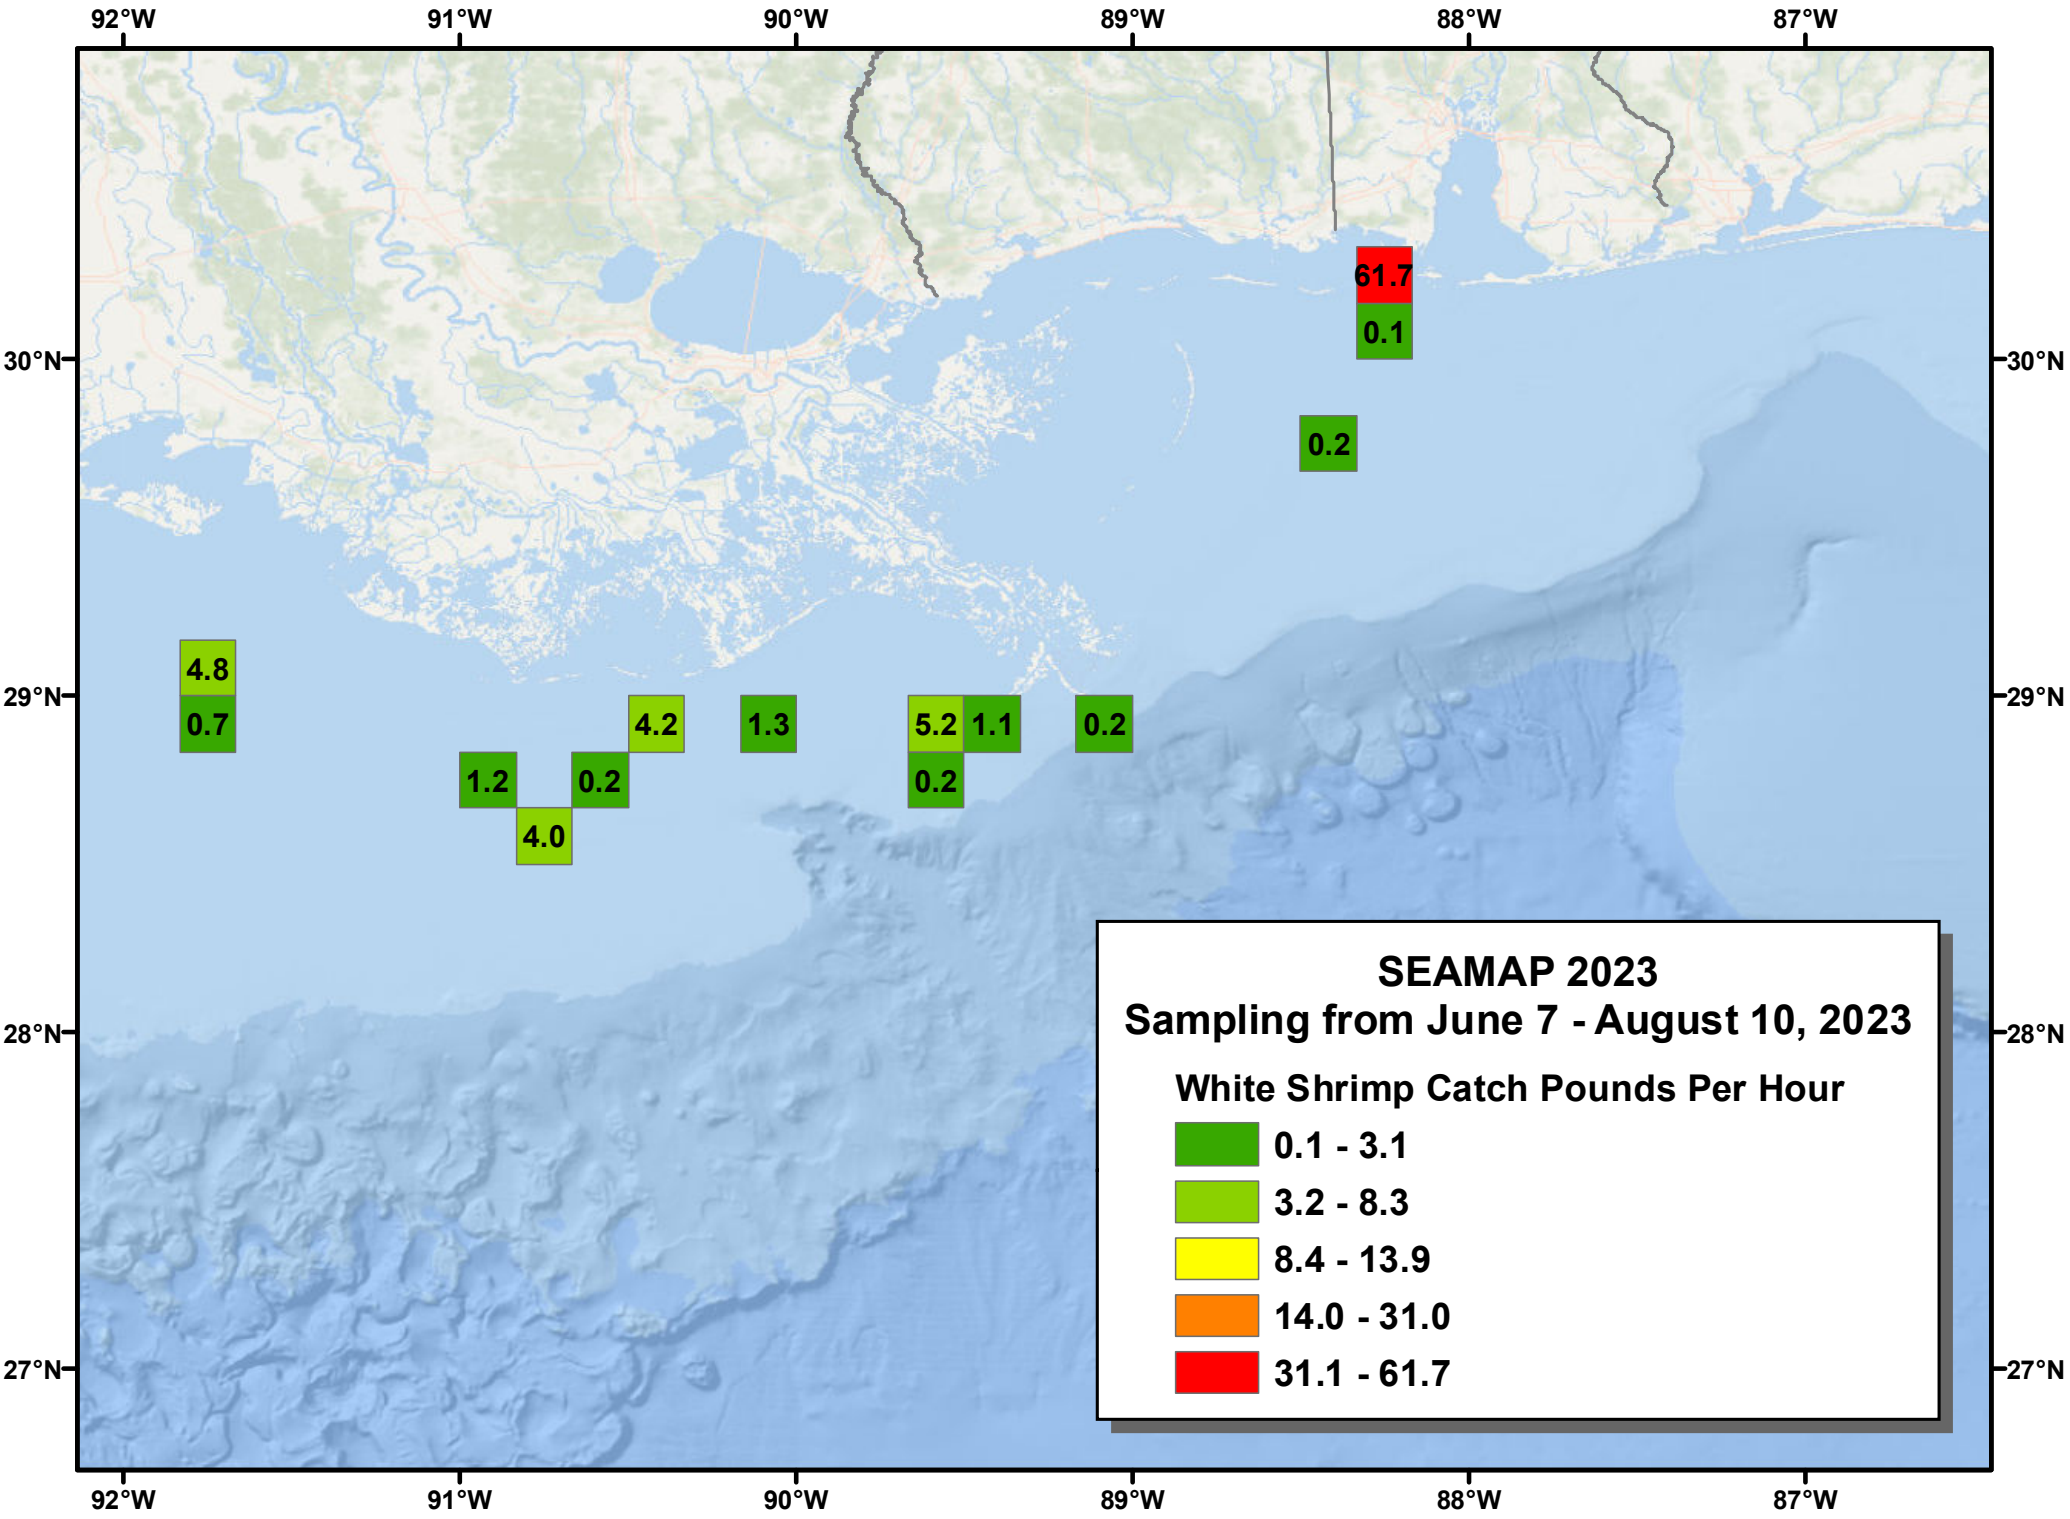 92°W 91°W 90°W 89°W 88°W 87°W
61.7
0.1
30°N 30°N
0.2
4.8
29°N 29°N
0.7 4.2 1.3 5.2 1.1 0.2
1.2 0.2 0.2
4.0
SEAMAP 2023
Sampling from June 7 - August 10, 2023
28°N 28°N
White Shrimp Catch Pounds Per Hour
0.1 - 3.1
3.2 - 8.3
8.4 - 13.9
14.0 - 31.0
27°N 27°N
31.1 - 61.7
92°W 91°W 90°W 89°W 88°W 87°W